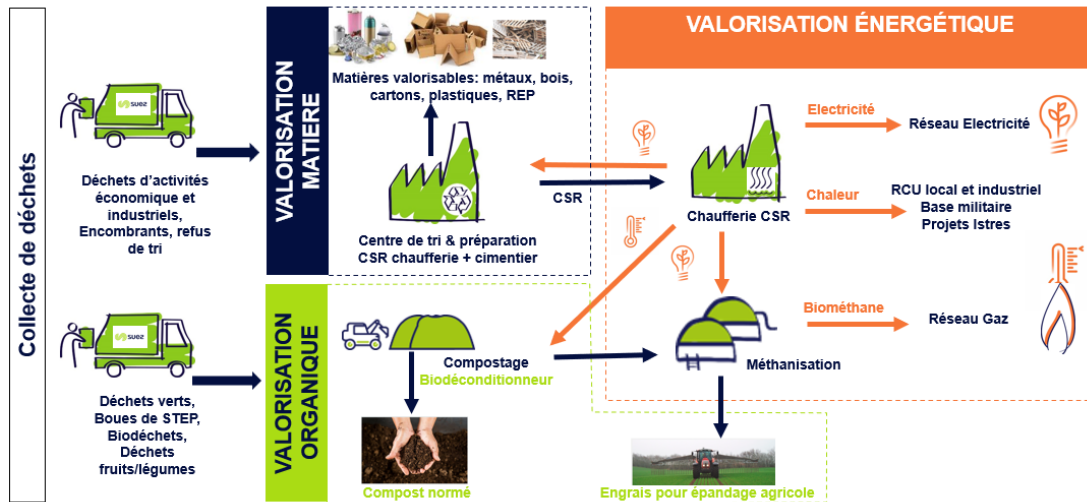 Collecte de déchets
suez
Déchets d'activités
économique et
industriels,
Encombrants, refus
de tri
suez
Déchets verts,
Boues de STEP,
Biodéchets,
Déchets
fruits/légumes
VALORISATION
MATIERE
Matières valorisables: métaux, bois,
cartons, plastiques, REP
Centre de tri & préparation
CSR chaufferie + cimentier
CSR
VALORISATION
ORGANIQUE
Compostage
Biodéconditionneur
Compost normé
VALORISATION ÉNERGÉTIQUE
Chaufferie CSR
Electricité
Réseau Electricité
Chaleur
RCU local et industriel
Base militaire
Projets Istres
Méthanisation
Biométhane
Réseau Gaz
Engrais pour épandage agricole